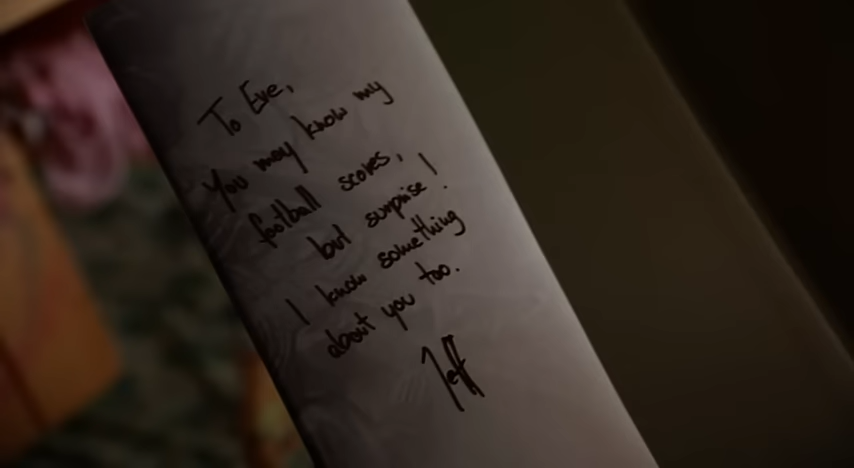 To Eve,
You may know my
football scores,
but surprise!
I know something
about you too.
Jeff